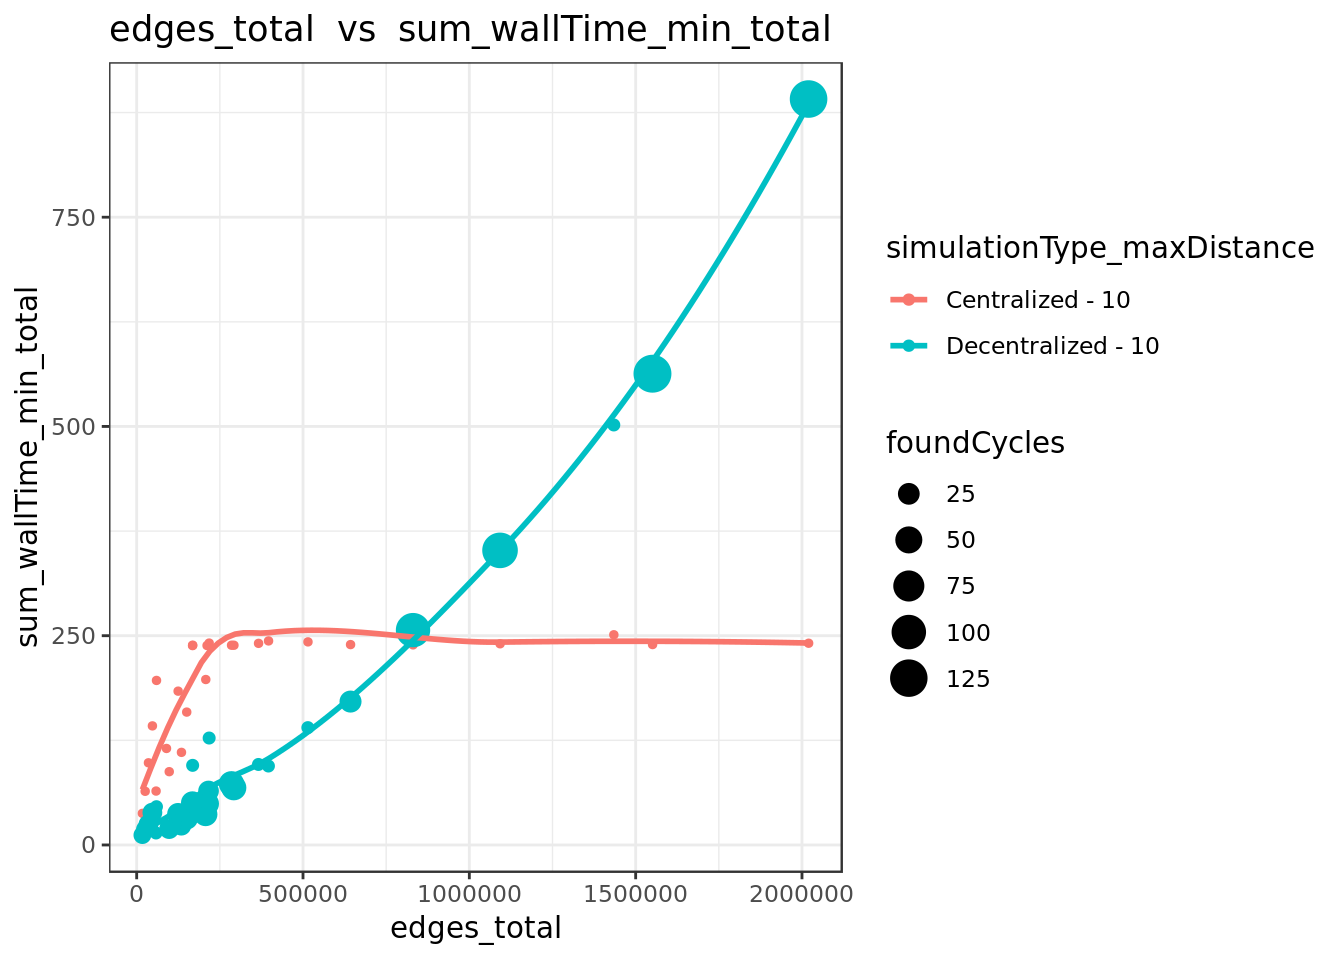 edges_total  vs  sum_wallTime_min_total
sum_wallTime_min_total
750
500
250
0
0
500000
1000000
1500000
2000000
edges_total
simulationType_maxDistance
Centralized - 10
Decentralized - 10
foundCycles
25
50
75
100
125